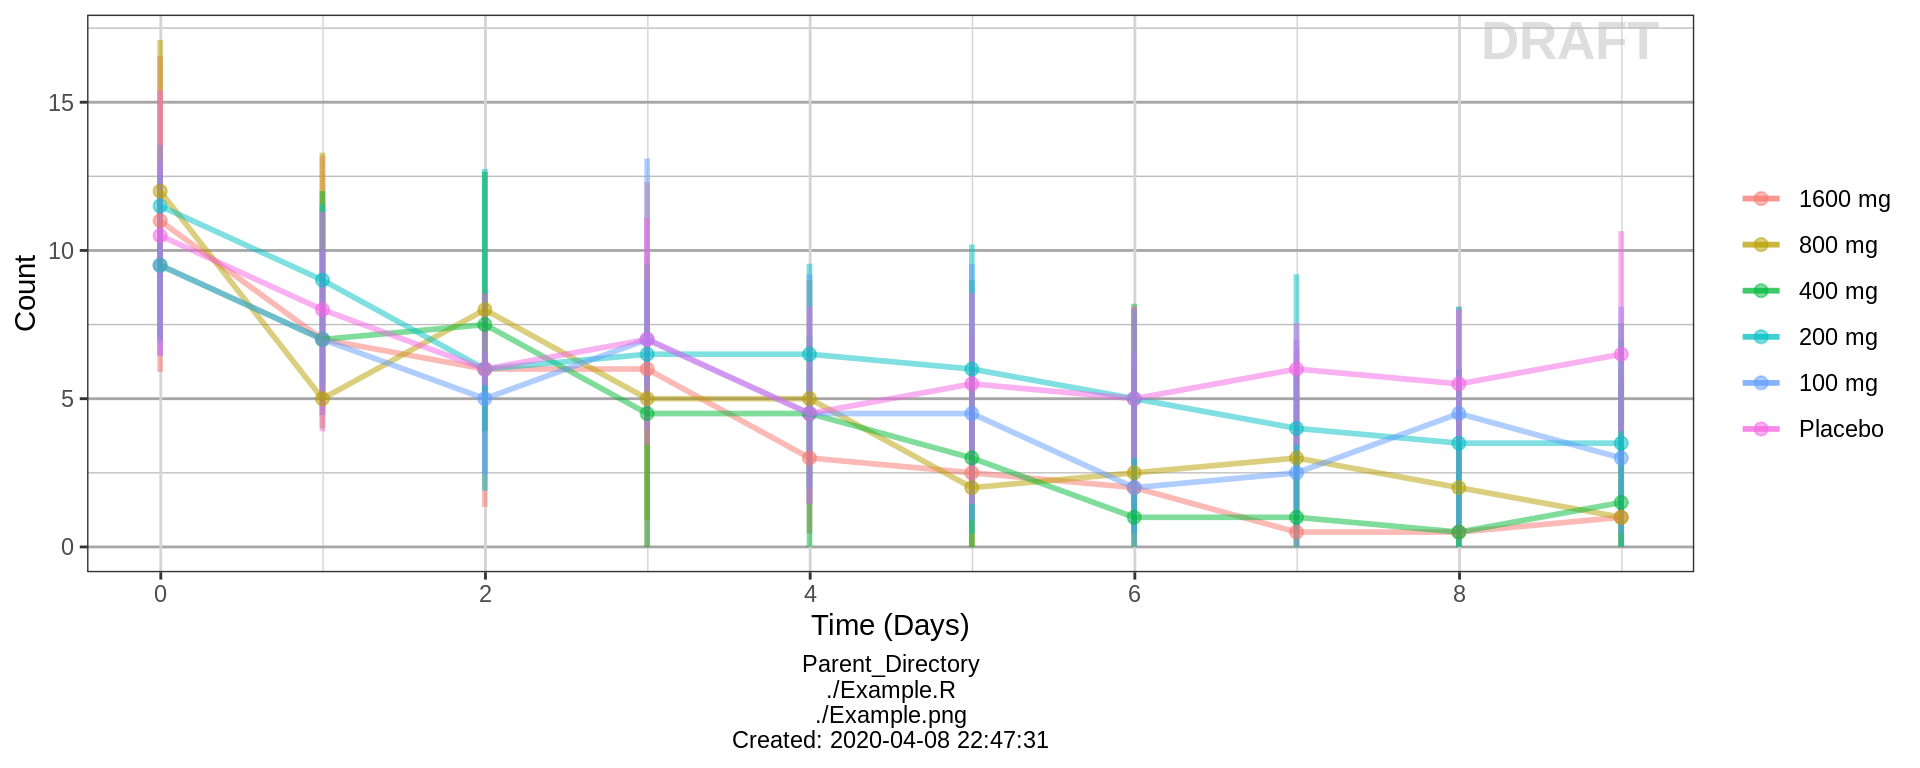 DRAFT
15
10
5
0
Count
0 2 4 6 8
Time (Days)
1600 mg
800 mg
400 mg
200 mg
100 mg
Placebo
Parent_Directory
./Example.R
./Example.png
Created: 2020-04-08 22:47:31